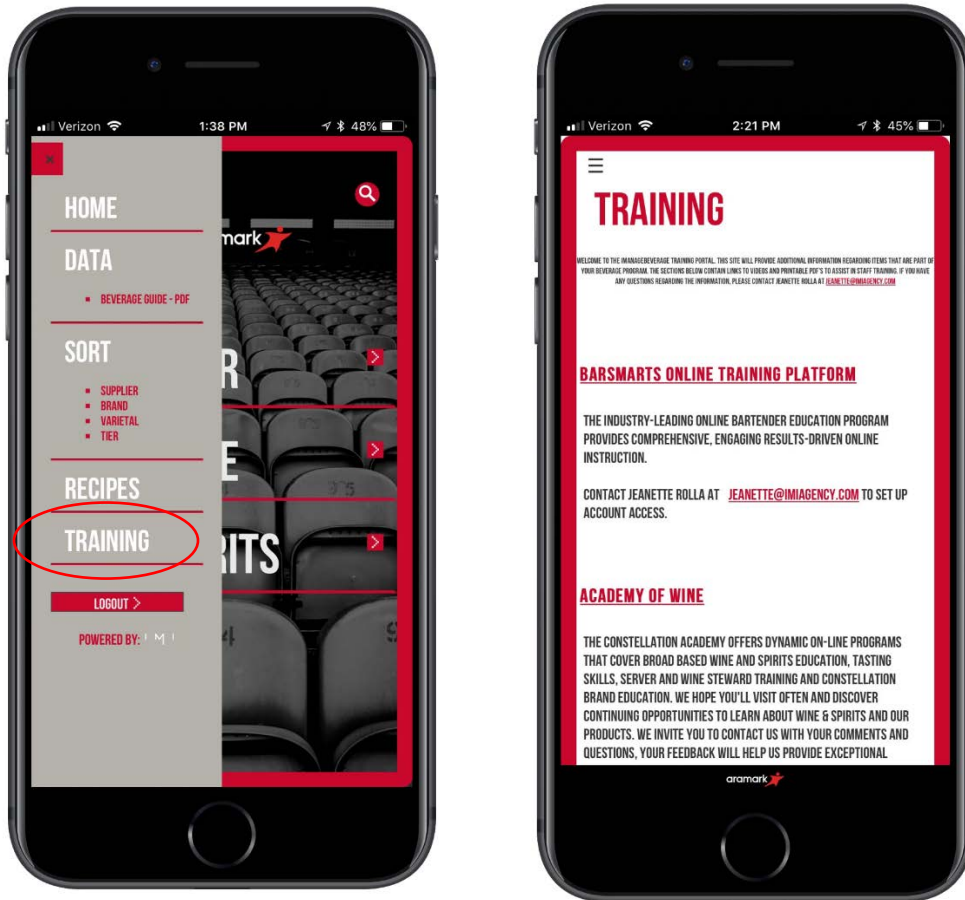 Verizon 1:38 PM 48%
×
HOME
mark
DATA
BEVERAGE GUIDE - PDF
SORT
R
SUPPLIER
BRAND
VARIETAL
TIER
E
975
RECIPES
TRAINING
RITS
LOGOUT >
POWERED BY: I M I
Verizon 2:21 PM 45%
TRAINING
WELCOME TO THE IMANAGEBEVERAGE TRAINING PORTAL. THIS SITE WILL PROVIDE ADDITIONAL INFORMATION REGARDING ITEMS THAT ARE PART OF
YOUR BEVERAGE PROGRAM. THE SECTIONS BELOW CONTAIN LINKS TO VIDEOS AND PRINTABLE PDF'S TO ASSIST IN STAFF TRAINING. IF YOU HAVE
ANY QUESTIONS REGARDING THE INFORMATION, PLEASE CONTACT JEANETTE ROLLA AT JEANETTE@IMIAGENCY.COM
BARSMARTS ONLINE TRAINING PLATFORM
THE INDUSTRY-LEADING ONLINE BARTENDER EDUCATION PROGRAM
PROVIDES COMPREHENSIVE, ENGAGING RESULTS-DRIVEN ONLINE
INSTRUCTION.
CONTACT JEANETTE ROLLA AT JEANETTE@IMIAGENCY.COM TO SET UP
ACCOUNT ACCESS.
ACADEMY OF WINE
THE CONSTELLATION ACADEMY OFFERS DYNAMIC ON-LINE PROGRAMS
THAT COVER BROAD BASED WINE AND SPIRITS EDUCATION, TASTING
SKILLS, SERVER AND WINE STEWARD TRAINING AND CONSTELLATION
BRAND EDUCATION. WE HOPE YOU'LL VISIT OFTEN AND DISCOVER
CONTINUING OPPORTUNITIES TO LEARN ABOUT WINE & SPIRITS AND OUR
PRODUCTS. WE INVITE YOU TO CONTACT US WITH YOUR COMMENTS AND
QUESTIONS, YOUR FEEDBACK WILL HELP US PROVIDE EXCEPTIONAL
aramark